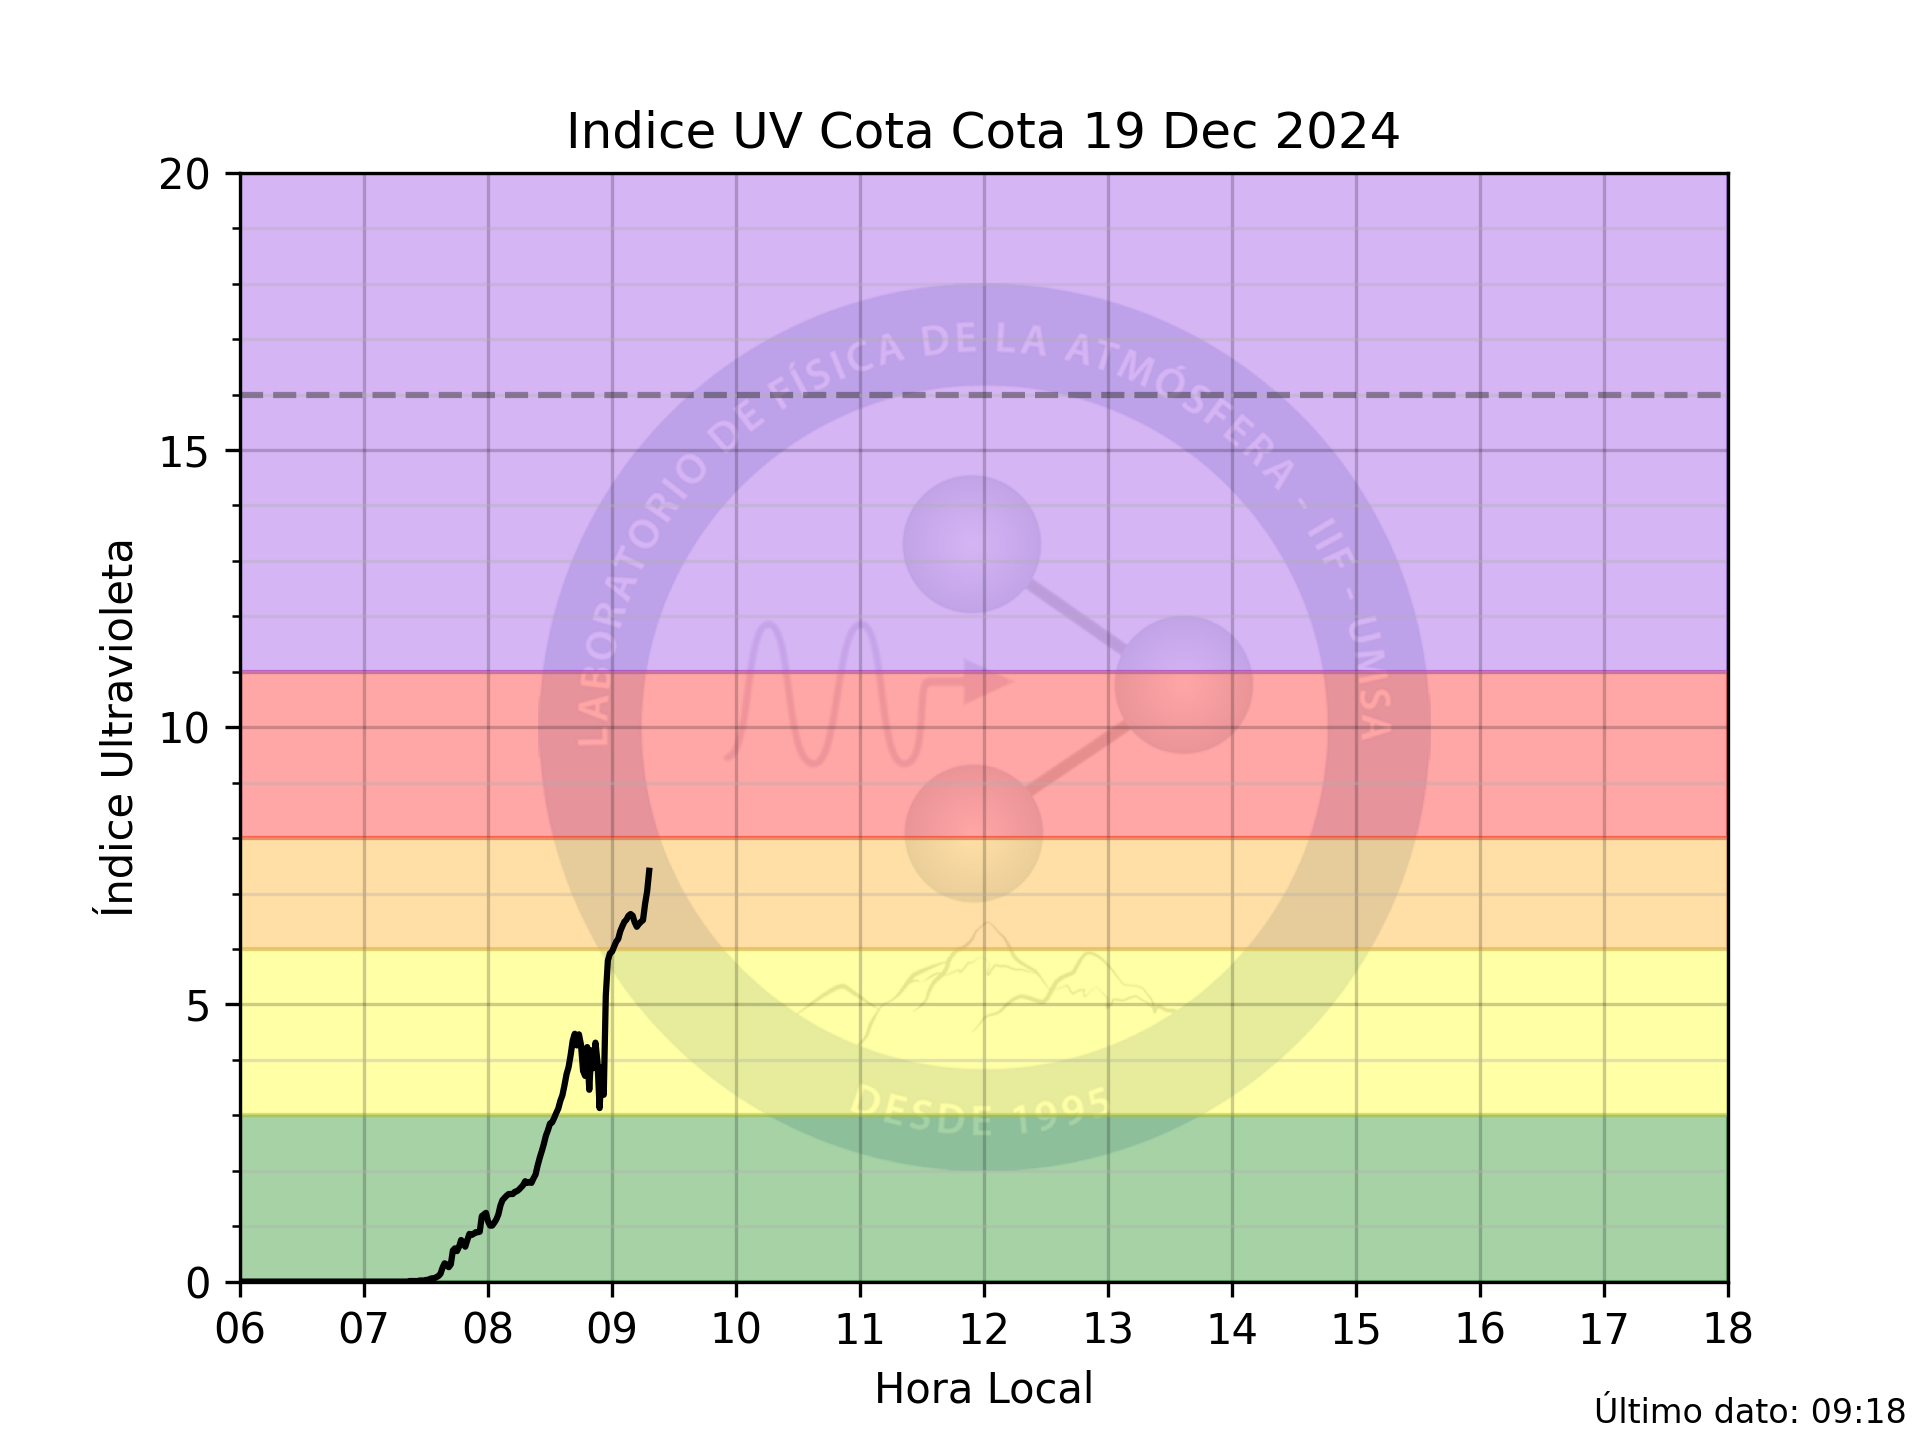 Indice UV Cota Cota 19 Dec 2024
20
15
10
5
0
Índice Ultravioleta
LABORATORIO DE FÍSICA DE LA ATMÓSFERA - IIF - UMSA
DESDE 1995
06 07 08 09 10 11 12 13 14 15 16 17 18
Hora Local
Último dato: 09:18